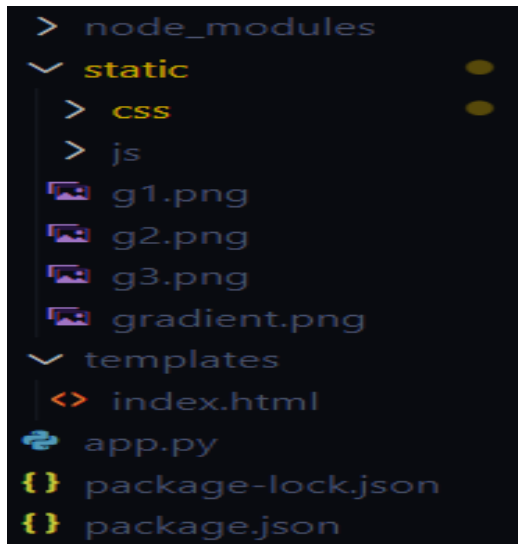 node_modules
static
css
js
g1.png
g2.png
g3.png
gradient.png
templates
index.html
app.py
package-lock.json
package.json